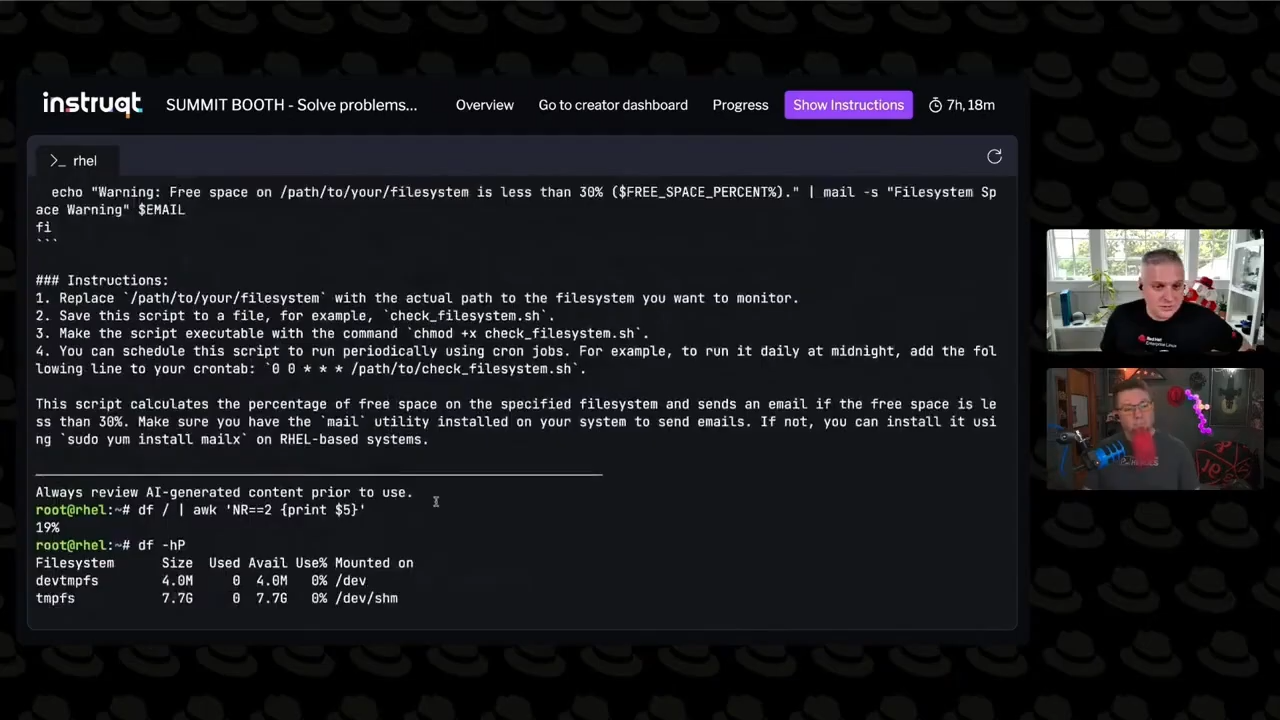 instruqt SUMMIT BOOTH - Solve problems... Overview Go to creator dashboard Progress Show Instructions 7h, 18m
>_ rhel
echo "Warning: Free space on /path/to/your/filesystem is less than 30% ($FREE_SPACE_PERCENT%)." | mail -s "Filesystem Sp
ace Warning" $EMAIL
fi
```
### Instructions:
1. Replace `/path/to/your/filesystem` with the actual path to the filesystem you want to monitor.
2. Save this script to a file, for example, `check_filesystem.sh`.
3. Make the script executable with the command `chmod +x check_filesystem.sh`.
4. You can schedule this script to run periodically using cron jobs. For example, to run it daily at midnight, add the fol
lowing line to your crontab: `0 0 * * * /path/to/check_filesystem.sh`.
This script calculates the percentage of free space on the specified filesystem and sends an email if the free space is le
ss than 30%. Make sure you have the `mail` utility installed on your system to send emails. If not, you can install it usi
ng `sudo yum install mailx` on RHEL-based systems.
Always review AI-generated content prior to use.
root@rhel:~# df / | awk 'NR==2 {print $5}'
19%
root@rhel:~# df -hP
Filesystem Size Used Avail Use% Mounted on
devtmpfs 4.0M 0 4.0M 0% /dev
tmpfs 7.7G 0 7.7G 0% /dev/shm
Red Hat
Enterprise Linux